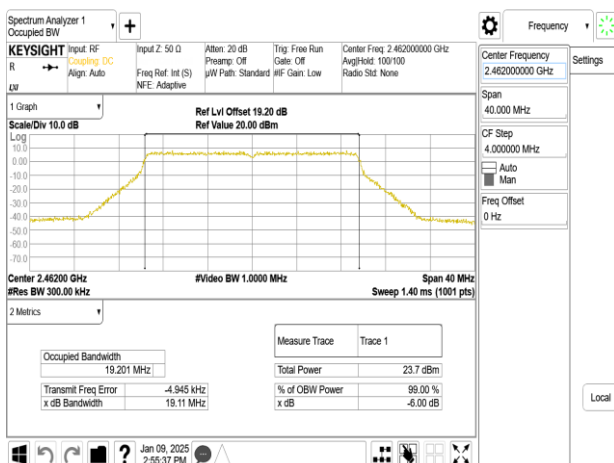 Spectrum Analyzer 1
Occupied BW
Frequency
KEYSIGHT
R
Input: RF
Coupling: DC
Align: Auto
Input Z: 50 Ω
Freq Ref: Int (S)
NFE: Adaptive
Atten: 20 dB
Preamp: Off
µW Path: Standard
Trig: Free Run
Gate: Off
#IF Gain: Low
Center Freq: 2.462000000 GHz
Avg|Hold: 100/100
Radio Std: None
Center Frequency
2.462000000 GHz
Settings
Span
40.000 MHz
CF Step
4.000000 MHz
Auto
Man
Freq Offset
0 Hz
Local
1 Graph
Scale/Div 10.0 dB
Ref Lvl Offset 19.20 dB
Ref Value 20.00 dBm
Log
10.0
0.00
-10.0
-20.0
-30.0
-40.0
-50.0
-60.0
-70.0
Center 2.46200 GHz
#Video BW 1.0000 MHz
Span 40 MHz
#Res BW 300.00 kHz
Sweep 1.40 ms (1001 pts)
2 Metrics
Occupied Bandwidth
19.201 MHz
Transmit Freq Error -4.945 kHz
x dB Bandwidth 19.11 MHz
Measure Trace Trace 1
Total Power 23.7 dBm
% of OBW Power 99.00 %
x dB -6.00 dB
?
Jan 09, 2025
2:55:37 PM